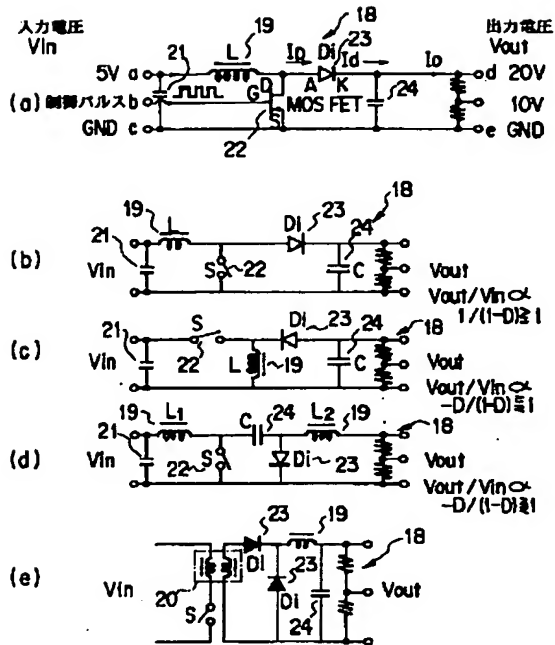 入力電圧
Vin
18
出力電圧
Vout
21 L 19 ID Di 23 Id Io
5V a
D
A K
24
d 20V
(a) 制御パルス b
G
MOS FET
10V
GND c
S
22
e GND
19 L Di 23 18
21
24
(b) Vin S 22 C Vout
Vout/Vin ∝
1/(1-D) ≧ 1
S Di 23 18
21
22
24
(c) Vin L 19 C Vout
Vout/Vin ∝
-D/(1-D) ≧ 1
19 L1 C 24 L2 19 18
21
(d) Vin 22 S Di 23 Vout
Vout/Vin ∝
-D/(1-D) ≧ 1
23 19 18
Di
23
(e) Vin 20 Di Vout
S
24